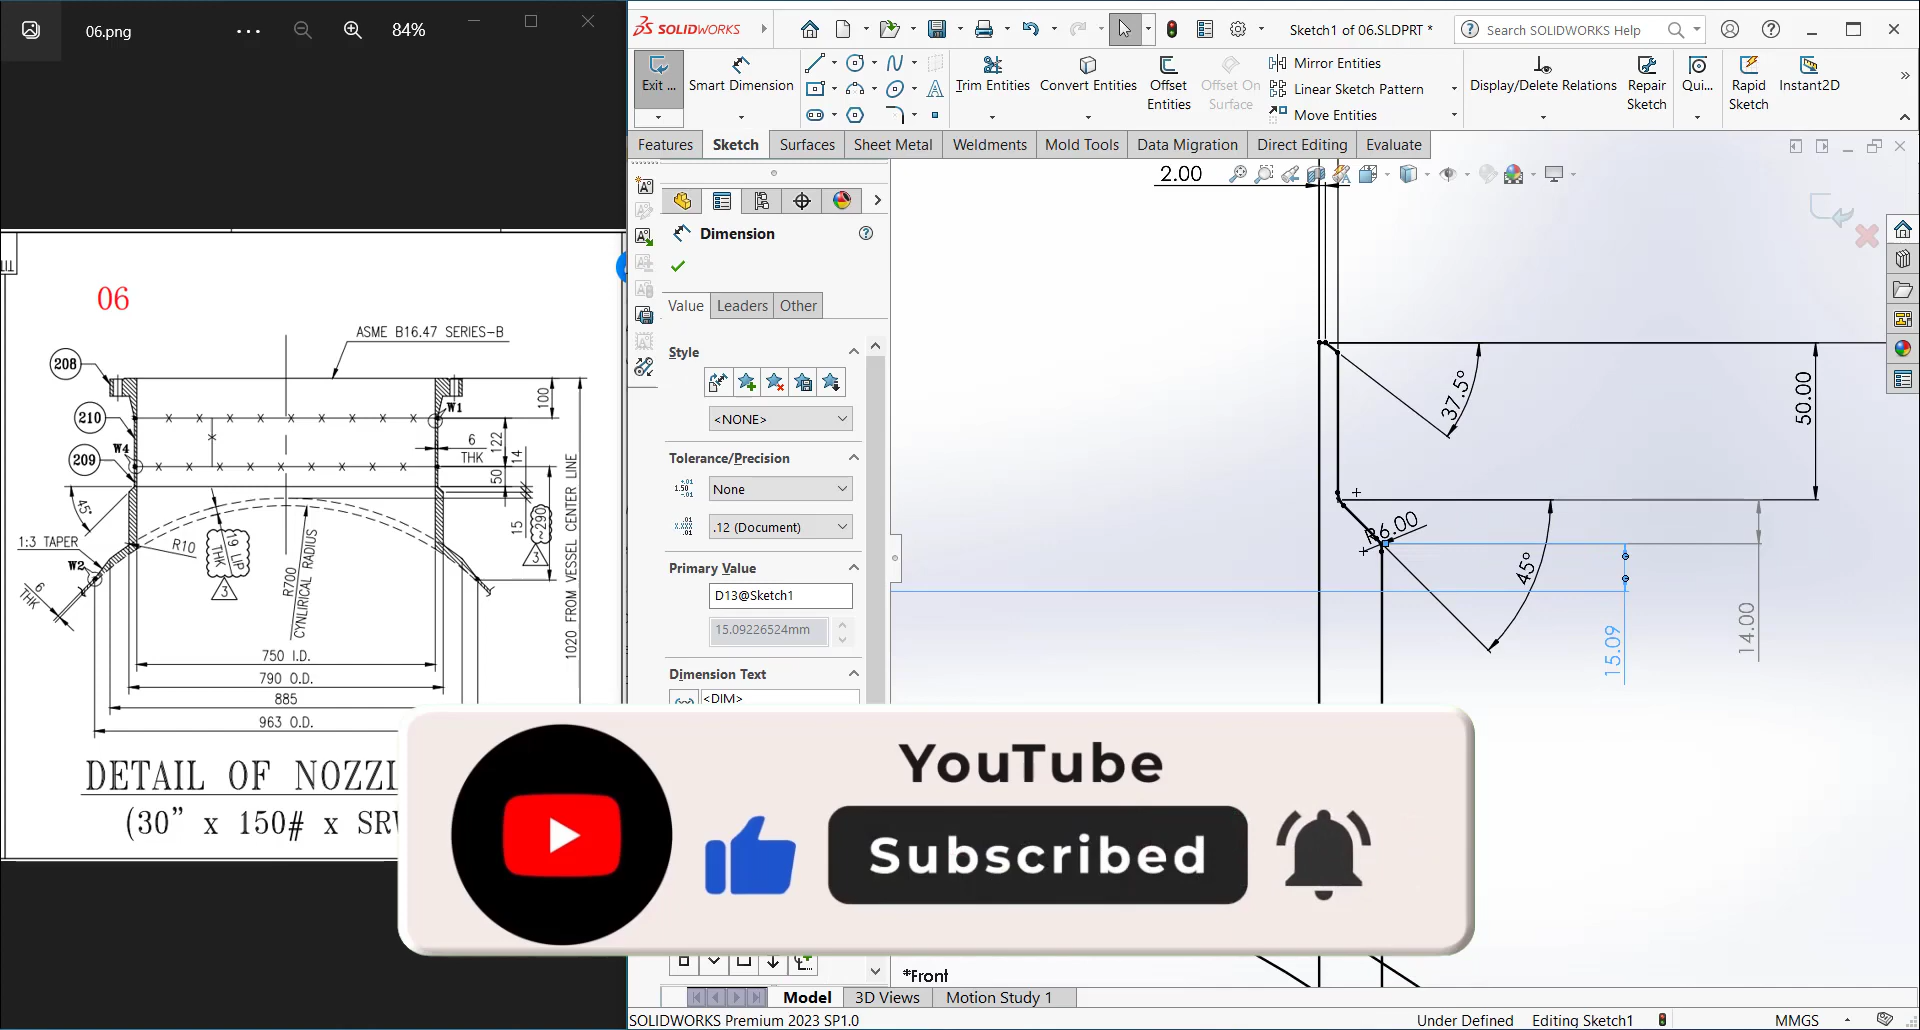 06.png
84%
06
ASME B16.47 SERIES-B
208
210
W1
100
W4
209
6
THK
122
14
50
45°
15
~290
3
1:3 TAPER
R10
19 LIP
THK
3
W2
6
THK
R700
CYNLIRICAL RADIUS
1020 FROM VESSEL CENTER LINE
750 I.D.
790 O.D.
885
963 O.D.
DETAIL OF NOZZL
(30" x 150# x SR
SOLIDWORKS
Sketch1 of 06.SLDPRT *
Search SOLIDWORKS Help
Exit ...
Smart Dimension
Trim Entities
Convert Entities
Offset
Entities
Offset On
Surface
Mirror Entities
Linear Sketch Pattern
Move Entities
Display/Delete Relations
Repair
Sketch
Qui...
Rapid
Sketch
Instant2D
Features
Sketch
Surfaces
Sheet Metal
Weldments
Mold Tools
Data Migration
Direct Editing
Evaluate
Dimension
Value
Leaders
Other
Style
<NONE>
Tolerance/Precision
None
.12 (Document)
Primary Value
D13@Sketch1
15.09226524mm
Dimension Text
<DIM>
2.00
37.5°
50.00
R6.00
45°
15.09
14.00
YouTube
Subscribed
*Front
Model
3D Views
Motion Study 1
SOLIDWORKS Premium 2023 SP1.0
Under Defined
Editing Sketch1
MMGS